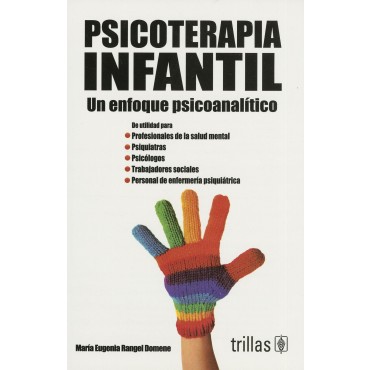 PSICOTERAPIA
INFANTIL
Un enfoque psicoanalítico
De utilidad para
Profesionales de la salud mental
Psiquiatras
Psicólogos
Trabajadores sociales
Personal de enfermería psiquiátrica
María Eugenia Rangel Domene
trillas